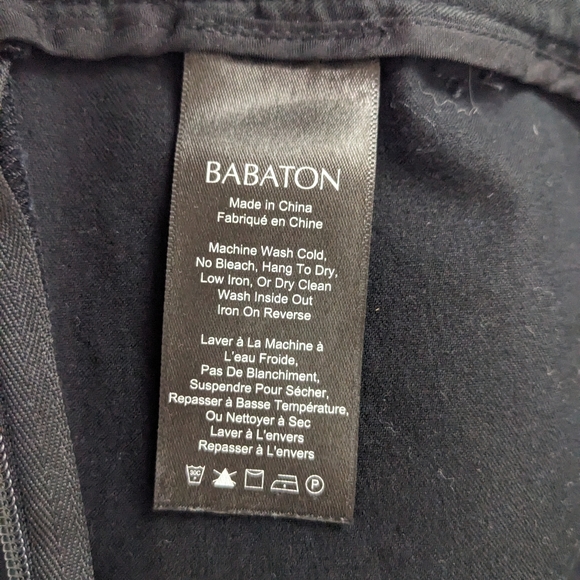 BABATON
Made in China
Fabriqué en Chine
Machine Wash Cold,
No Bleach, Hang To Dry,
Low Iron, Or Dry Clean
Wash Inside Out
Iron On Reverse
Laver à La Machine à
L'eau Froide,
Pas De Blanchiment,
Suspendre Pour Sécher,
Repasser à Basse Température,
Ou Nettoyer à Sec
Laver à L'envers
Repasser à L'envers
P